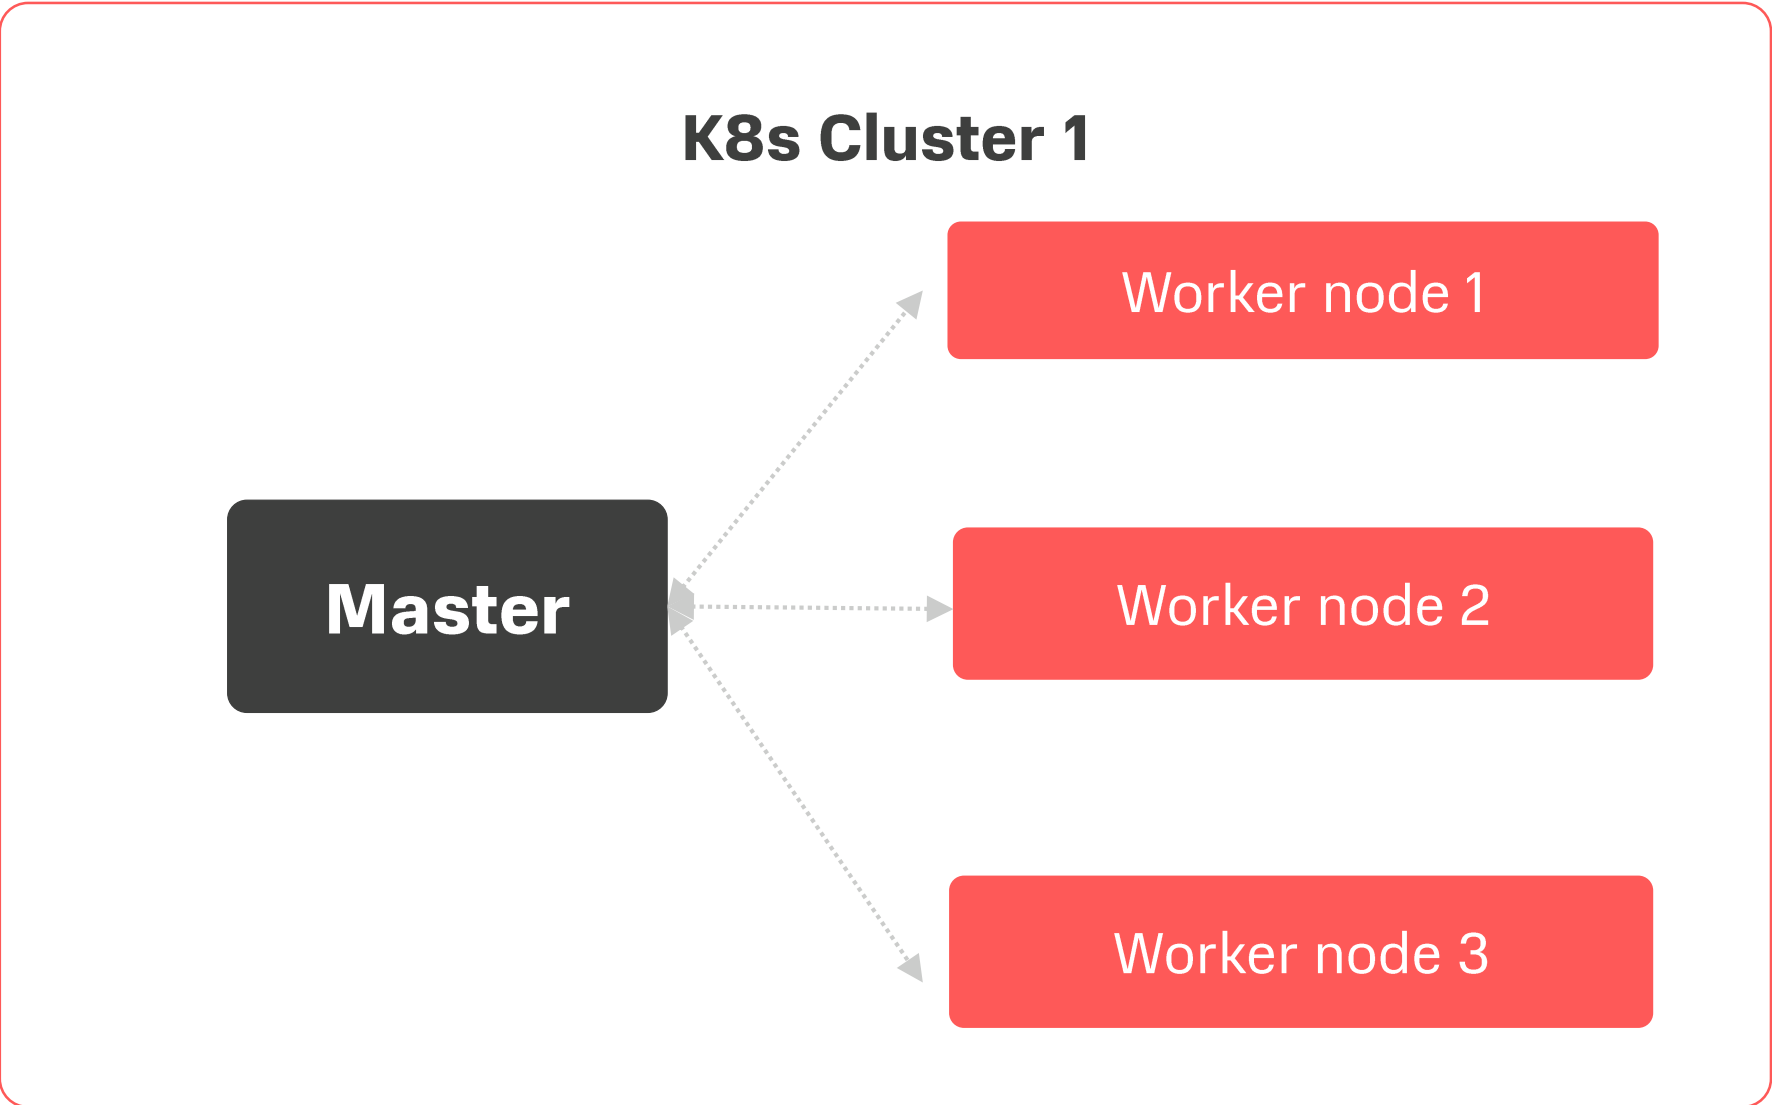 K8s Cluster 1
Worker node 1
Master
Worker node 2
Worker node 3